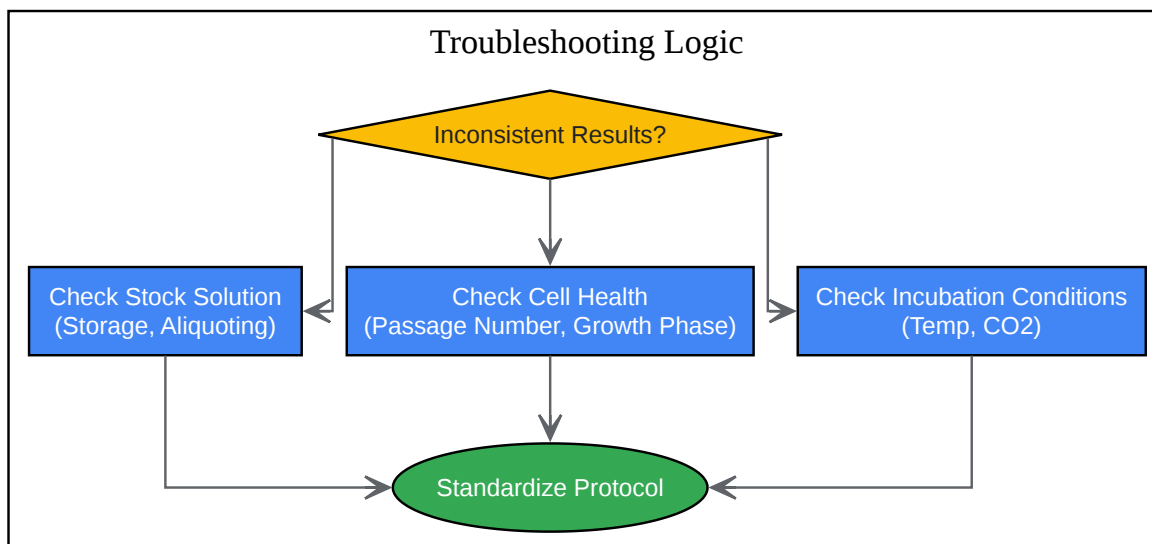 Troubleshooting Logic
Inconsistent Results?
Check Stock Solution
(Storage, Aliquoting)
Check Cell Health
(Passage Number, Growth Phase)
Check Incubation Conditions
(Temp, CO2)
Standardize Protocol